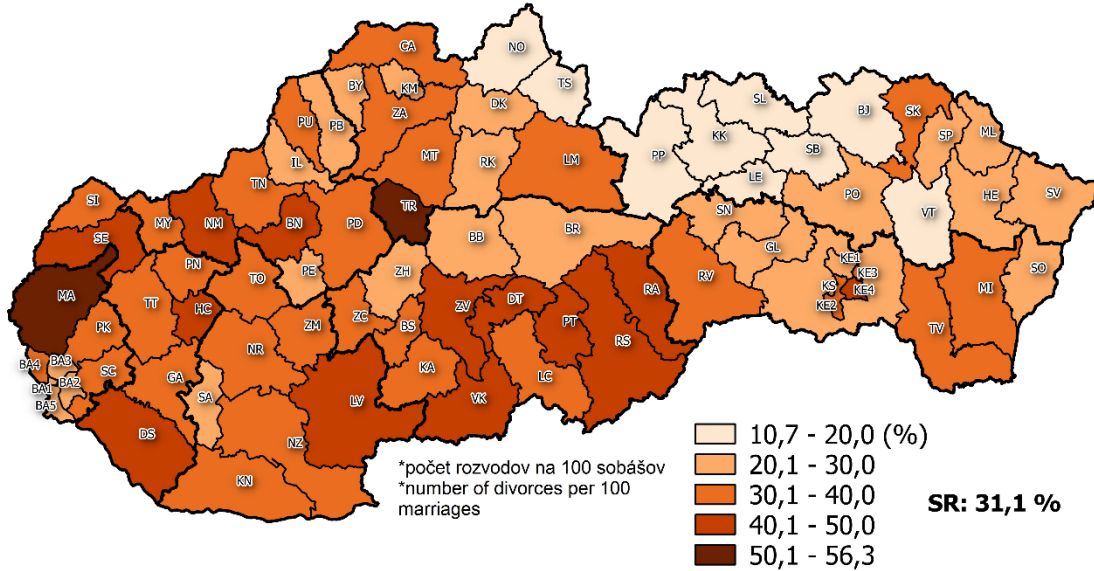 CA
NO
TS
BY
KM
PU
PB
ZA
DK
SL
BJ
SK
SP
ML
KK
PP
SB
IL
MT
RK
LM
LE
TN
PO
HE
SV
SI
MY
NM
BN
PD
TR
VT
SN
SE
BB
BR
GL
PN
TO
PE
ZH
KE1
KE3
SO
MA
TT
HC
RV
KS
KE4
KE2
MI
ZV
DT
RA
PK
ZM
ZC
BS
PT
TV
NR
RS
BA4
BA3
SC
GA
KA
LC
BA1
BA2
BA5
SA
LV
VK
DS
NZ
KN
*počet rozvodov na 100 sobášov
*number of divorces per 100
marriages
10,7 - 20,0 (%)
20,1 - 30,0
30,1 - 40,0
40,1 - 50,0
50,1 - 56,3
SR: 31,1 %